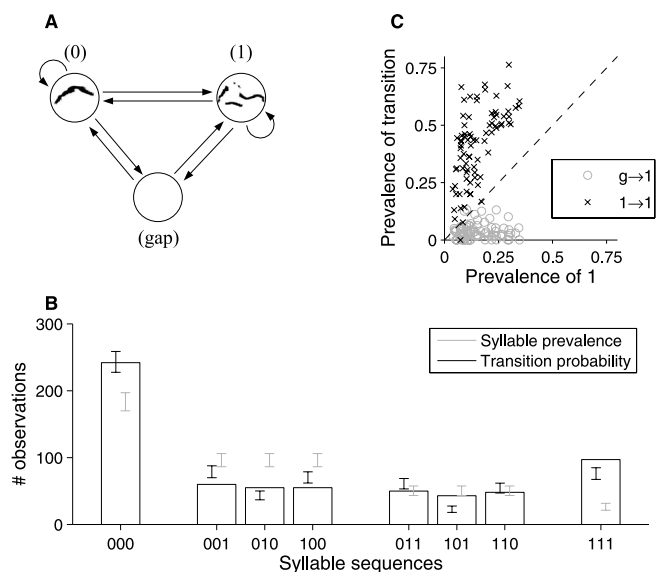 A
(0)
(1)
(gap)
C
Prevalence of transition
0.75
0.5
0.25
0
0
0.25
0.5
0.75
Prevalence of 1
g→1
1→1
B
# observations
300
200
100
0
Syllable prevalence
Transition probability
000
001
010
100
011
101
110
111
Syllable sequences